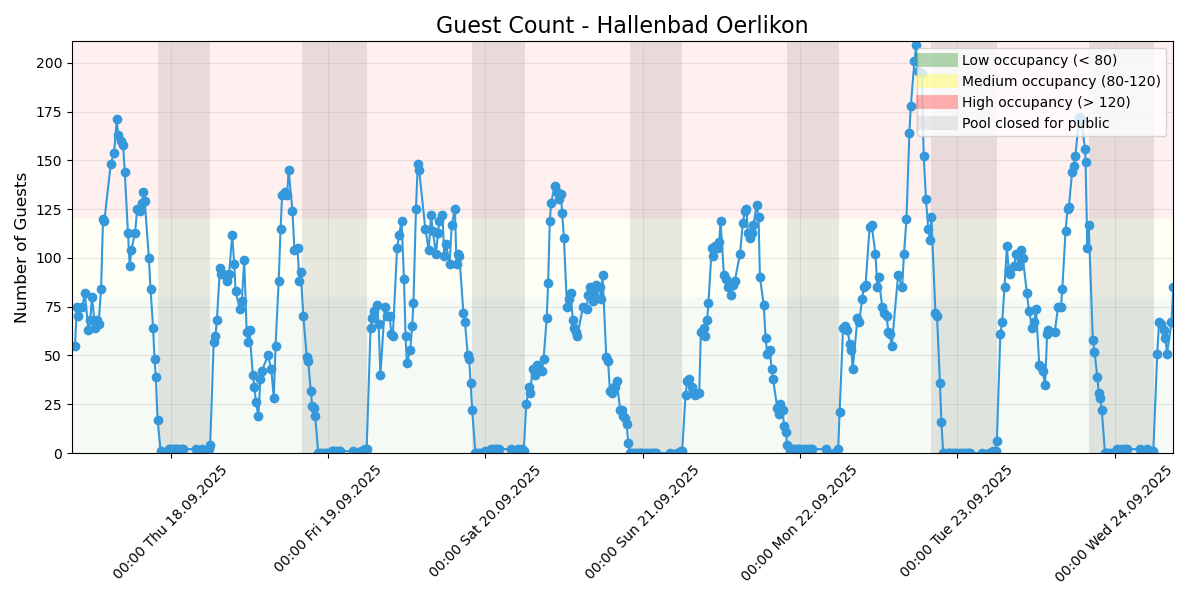 Guest Count - Hallenbad Oerlikon
Number of Guests
200
175
150
125
100
75
50
25
0
Low occupancy (< 80)
Medium occupancy (80-120)
High occupancy (> 120)
Pool closed for public
00:00 Thu 18.09.2025
00:00 Fri 19.09.2025
00:00 Sat 20.09.2025
00:00 Sun 21.09.2025
00:00 Mon 22.09.2025
00:00 Tue 23.09.2025
00:00 Wed 24.09.2025